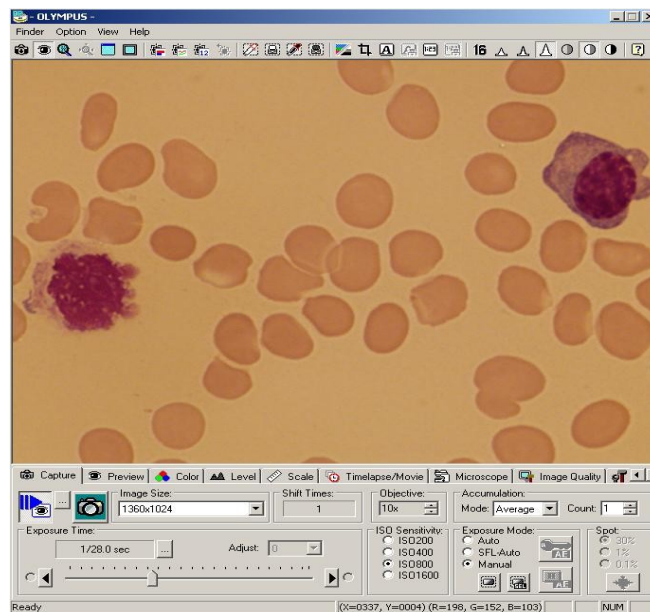 - OLYMPUS -
Finder Option View Help
16
Capture Preview Color Level Scale Timelapse/Movie Microscope Image Quality
Image Size: Shift Times: Objective: Accumulation:
1360x1024 1 10x Mode: Average Count: 1
Exposure Time: ISO Sensitivity: Exposure Mode: Spot:
1/28.0 sec ... Adjust: 0 ISO200 Auto 30%
ISO400 SFL-Auto 1%
ISO800 Manual 0.1%
ISO1600
Ready (X=0337, Y=0004) (R=198, G=152, B=103) NUM